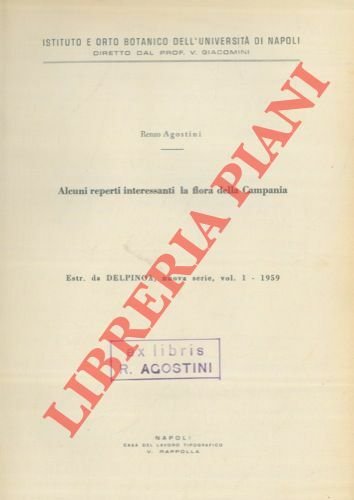 ISTITUTO E ORTO BOTANICO DELL'UNIVERSITÀ DI NAPOLI
DIRETTO DAL PROF. V. GIACOMINI
Renzo Agostini
Alcuni reperti interessanti la flora della Campania
Estr. da DELPINOA, nuova serie, vol. 1 - 1959
ex libris
R. AGOSTINI
NAPOLI
CASA DEL LAVORO TIPOGRAFICO
V. RAPPOLLA
LIBRERIA PIANI